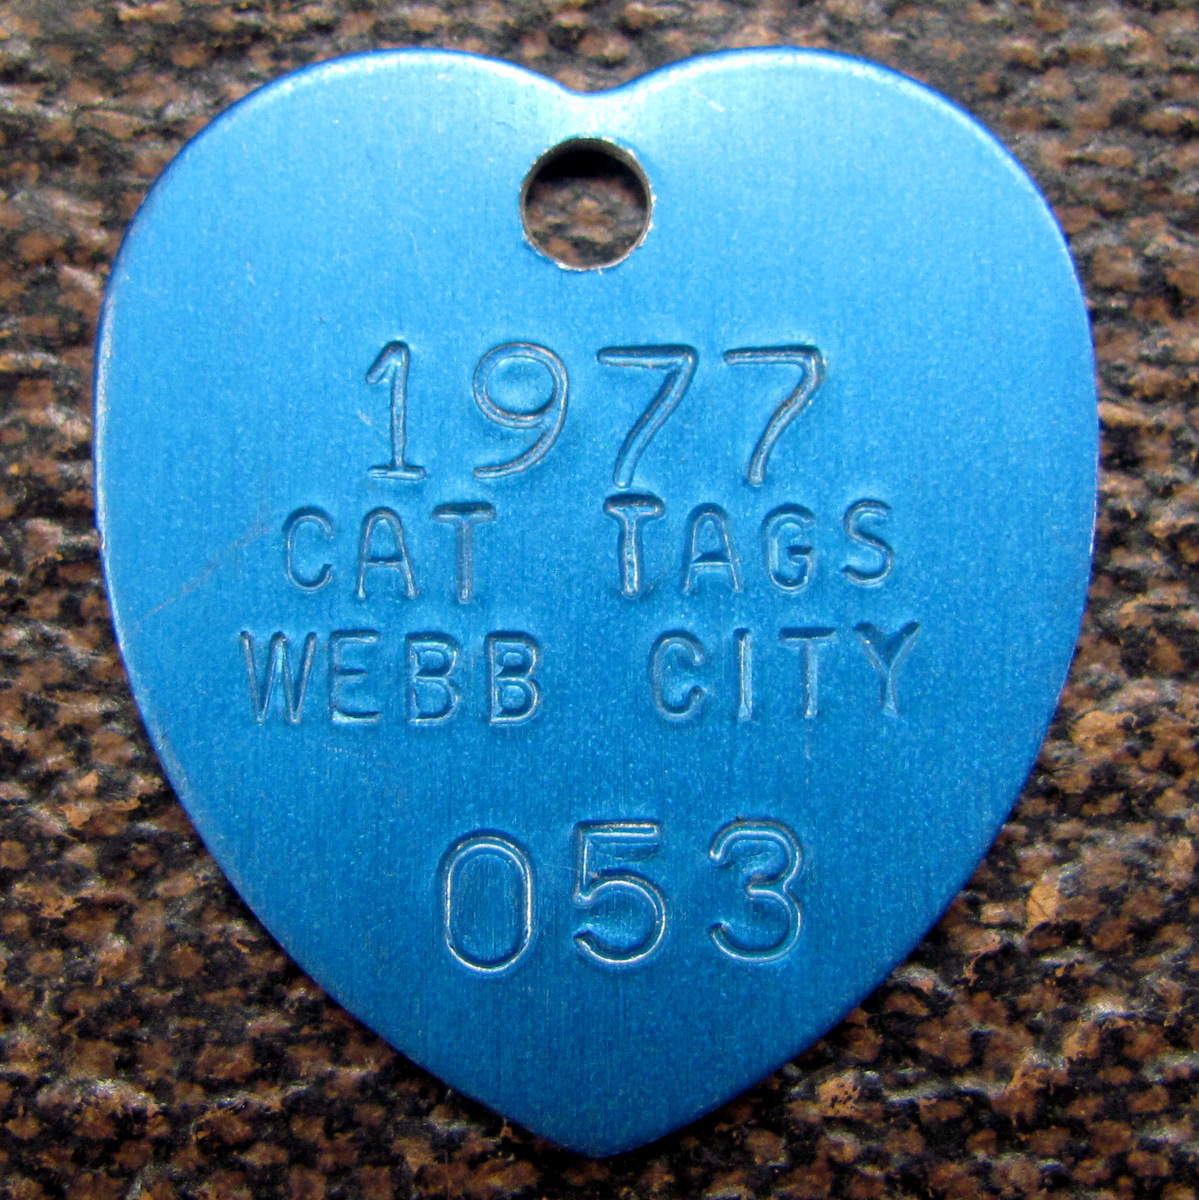 1977
CAT TAGS
WEBB CITY
053